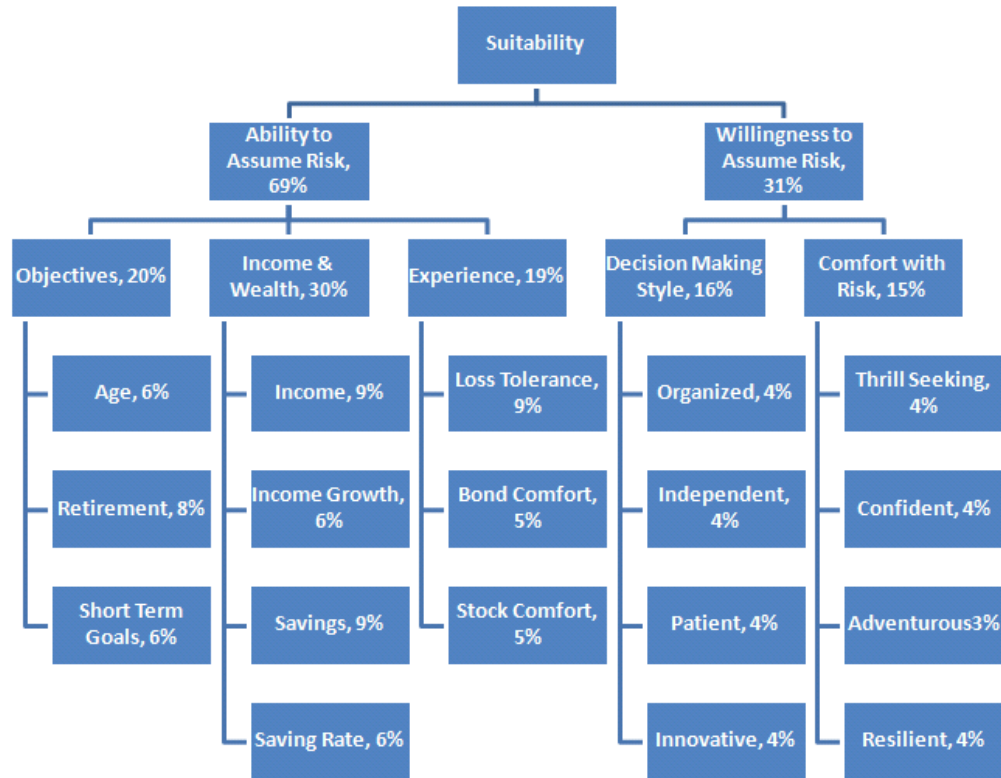 Suitability
Ability to
Assume Risk,
69%
Willingness to
Assume Risk,
31%
Objectives, 20%
Income &
Wealth, 30%
Experience, 19%
Decision Making
Style, 16%
Comfort with
Risk, 15%
Age, 6%
Income, 9%
Loss Tolerance,
9%
Organized, 4%
Thrill Seeking,
4%
Retirement, 8%
Income Growth,
6%
Bond Comfort,
5%
Independent,
4%
Confident, 4%
Short Term
Goals, 6%
Savings, 9%
Stock Comfort,
5%
Patient, 4%
Adventurous3%
Saving Rate, 6%
Innovative, 4%
Resilient, 4%